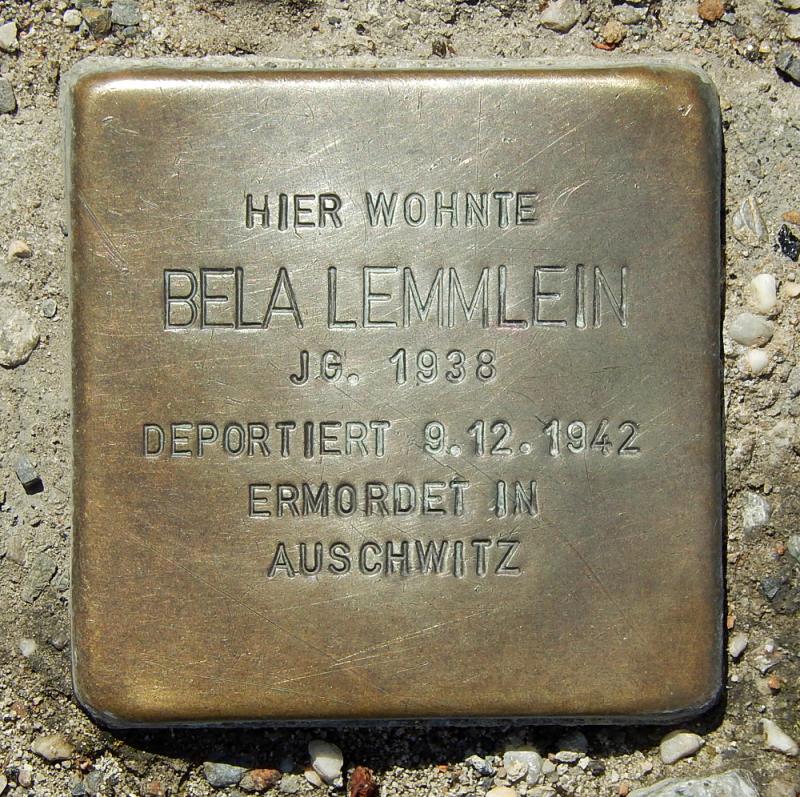 HIER WOHNTE
BELA LEMMLEIN
JG. 1938
DEPORTIERT 9.12.1942
ERMORDET IN
AUSCHWITZ